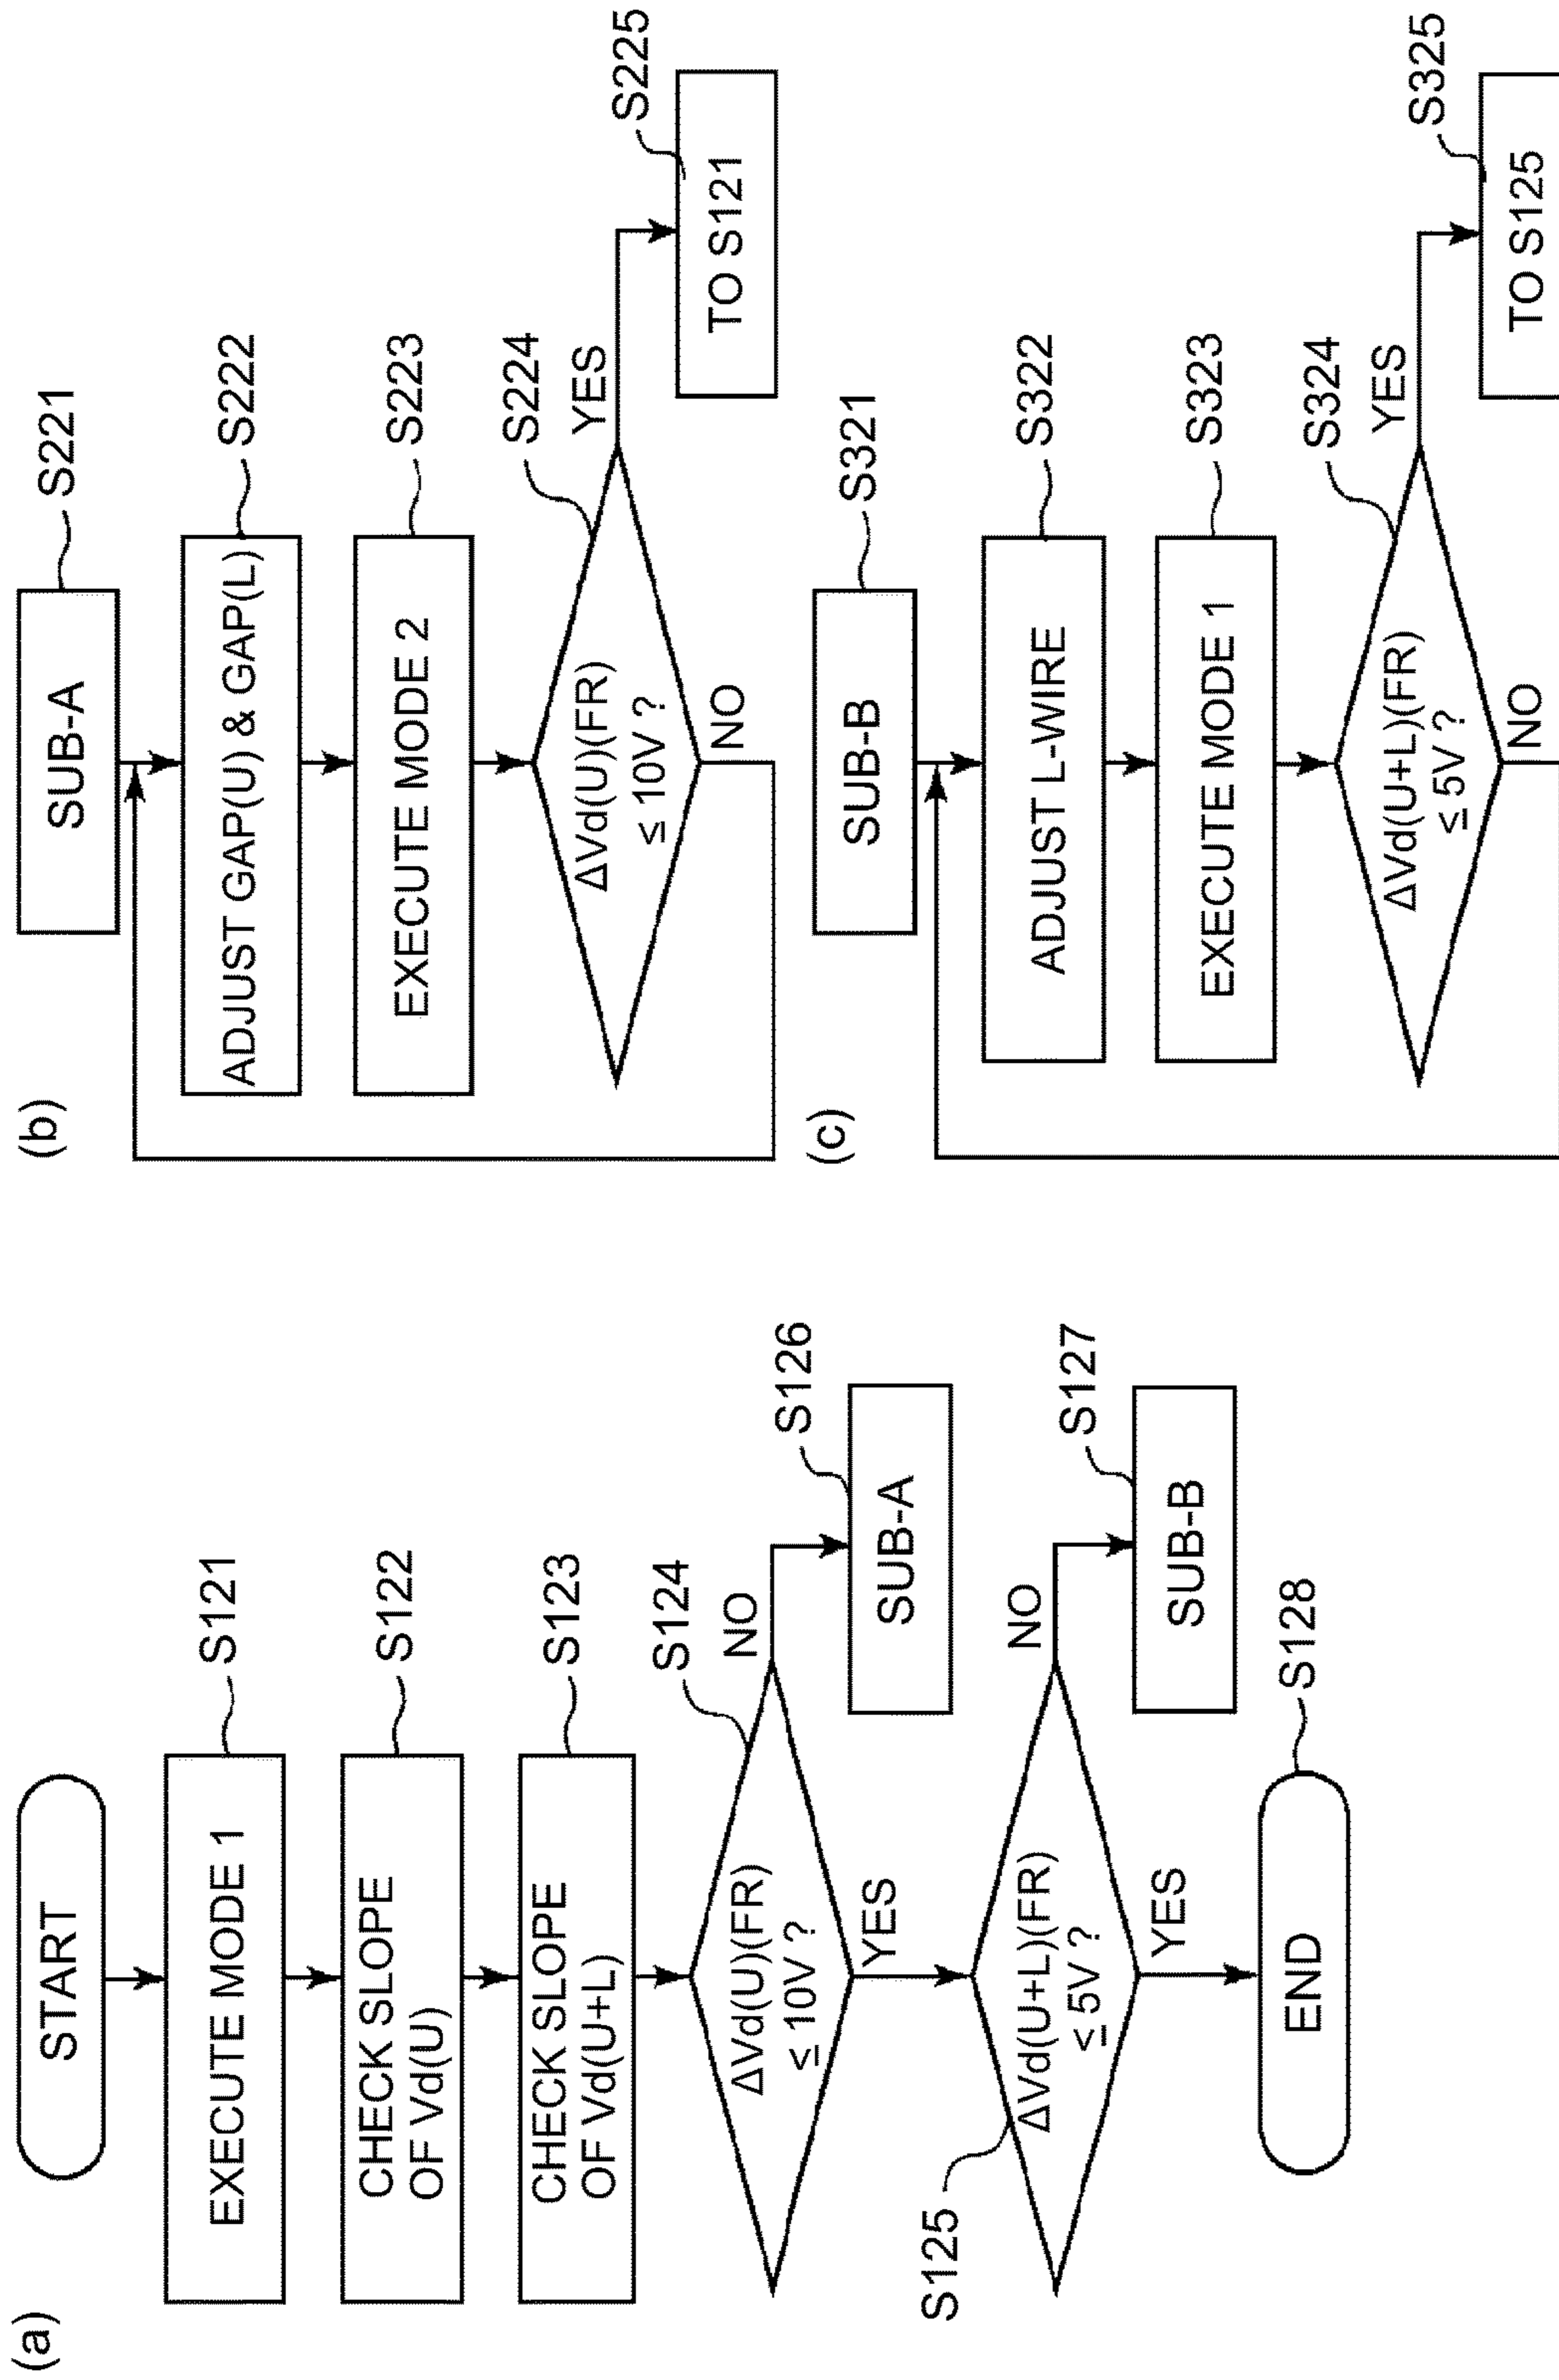 (a)
START
EXECUTE MODE 1
S121
CHECK SLOPE
OF Vd(U)
S122
CHECK SLOPE
OF Vd(U+L)
S123
ΔVd(U)(FR)
≤ 10V ?
S124
NO
SUB-A
S126
YES
ΔVd(U+L)(FR)
≤ 5V ?
S125
NO
SUB-B
S127
YES
END
S128
(b)
SUB-A
S221
ADJUST GAP(U) & GAP(L)
S222
EXECUTE MODE 2
S223
ΔVd(U)(FR)
≤ 10V ?
S224
YES
TO S121
S225
NO
(c)
SUB-B
S321
ADJUST L-WIRE
S322
EXECUTE MODE 1
S323
ΔVd(U+L)(FR)
≤ 5V ?
S324
YES
TO S125
S325
NO